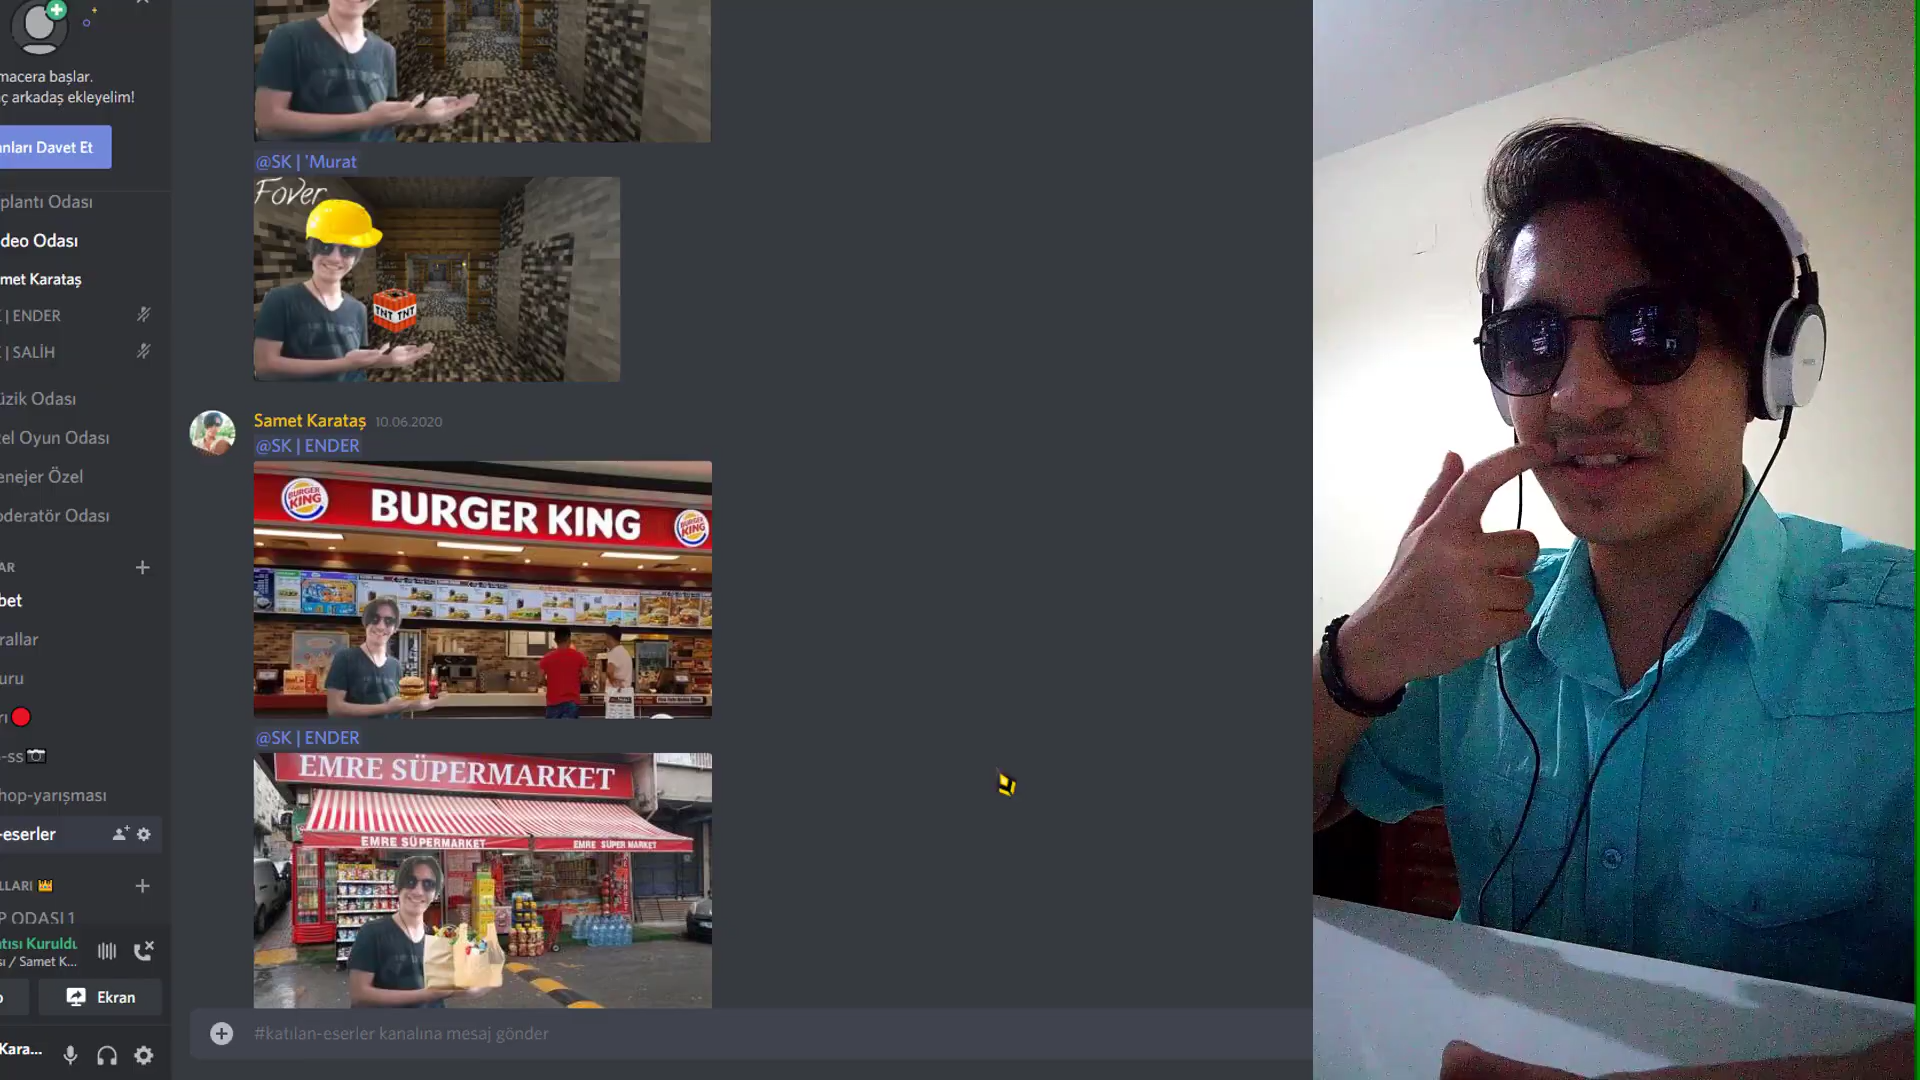 macera başlar.
ç arkadaş ekleyelim!
nları Davet Et
plantı Odası
deo Odası
met Karataş
| ENDER
| SALİH
üzik Odası
el Oyun Odası
enejer Özel
oderatör Odası
AR
bet
rallar
uru
rı
-ss
hop-yarışması
-eserler
LLARI
P ODASI 1
tısı Kuruldu
sı / Samet K...
Ekran
Kara...
@SK | 'Murat
Fover
TNT TNT
Samet Karataş 10.06.2020
@SK | ENDER
BURGER KING
BURGER KING
BURGER KING
@SK | ENDER
EMRE SÜPERMARKET
EMRE SÜPERMARKET
EMRE SÜPER MARKET
#katılan-eserler kanalına mesaj gönder